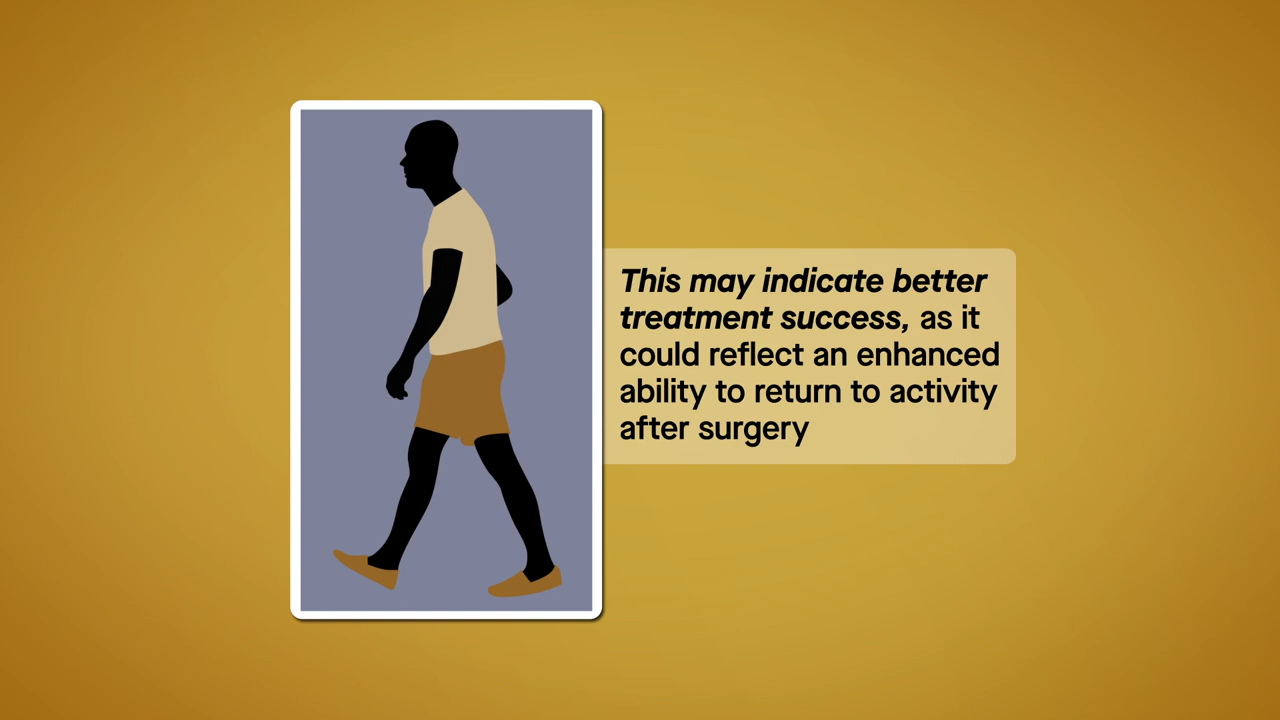 This may indicate better
treatment success, as it
could reflect an enhanced
ability to return to activity
after surgery